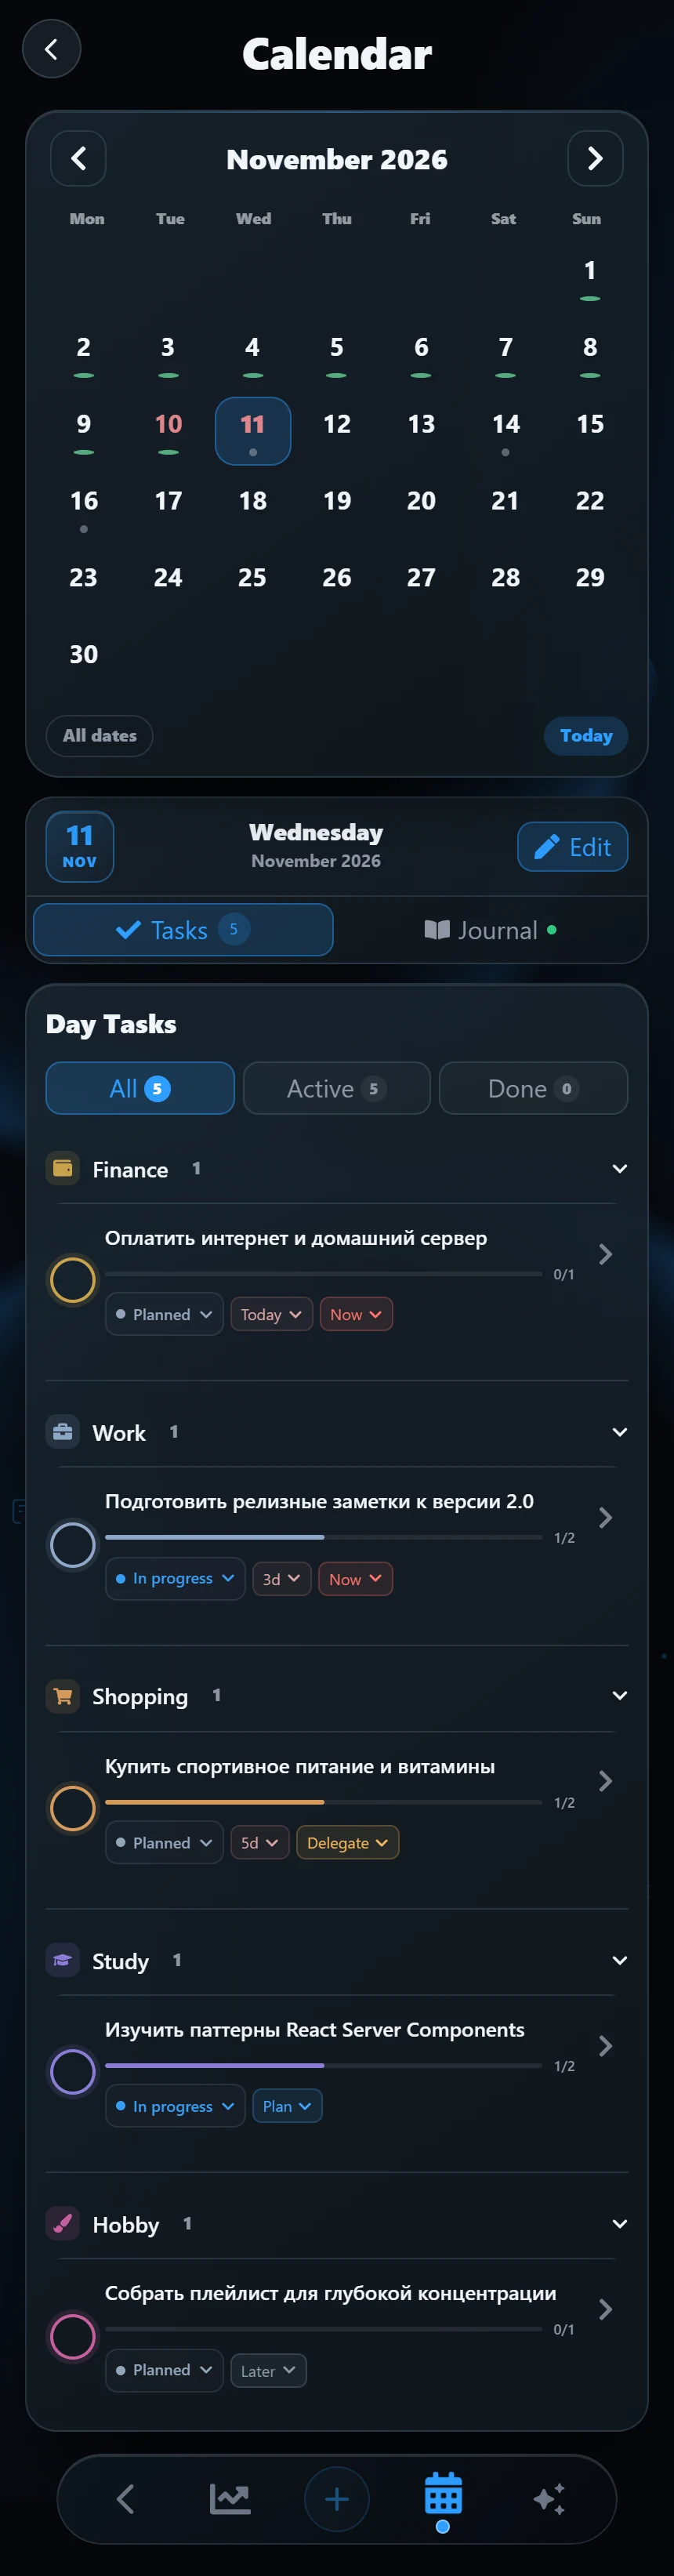 Calendar
November 2026
Mon Tue Wed Thu Fri Sat Sun
1
2 3 4 5 6 7 8
9 10 11 12 13 14 15
16 17 18 19 20 21 22
23 24 25 26 27 28 29
30
All dates Today
11 NOV
Wednesday
November 2026
Edit
Tasks 5 Journal
Day Tasks
All 5 Active 5 Done 0
Finance 1
Оплатить интернет и домашний сервер
0/1
Planned Today Now
Work 1
Подготовить релизные заметки к версии 2.0
1/2
In progress 3d Now
Shopping 1
Купить спортивное питание и витамины
1/2
Planned 5d Delegate
Study 1
Изучить паттерны React Server Components
1/2
In progress Plan
Hobby 1
Собрать плейлист для глубокой концентрации
0/1
Planned Later